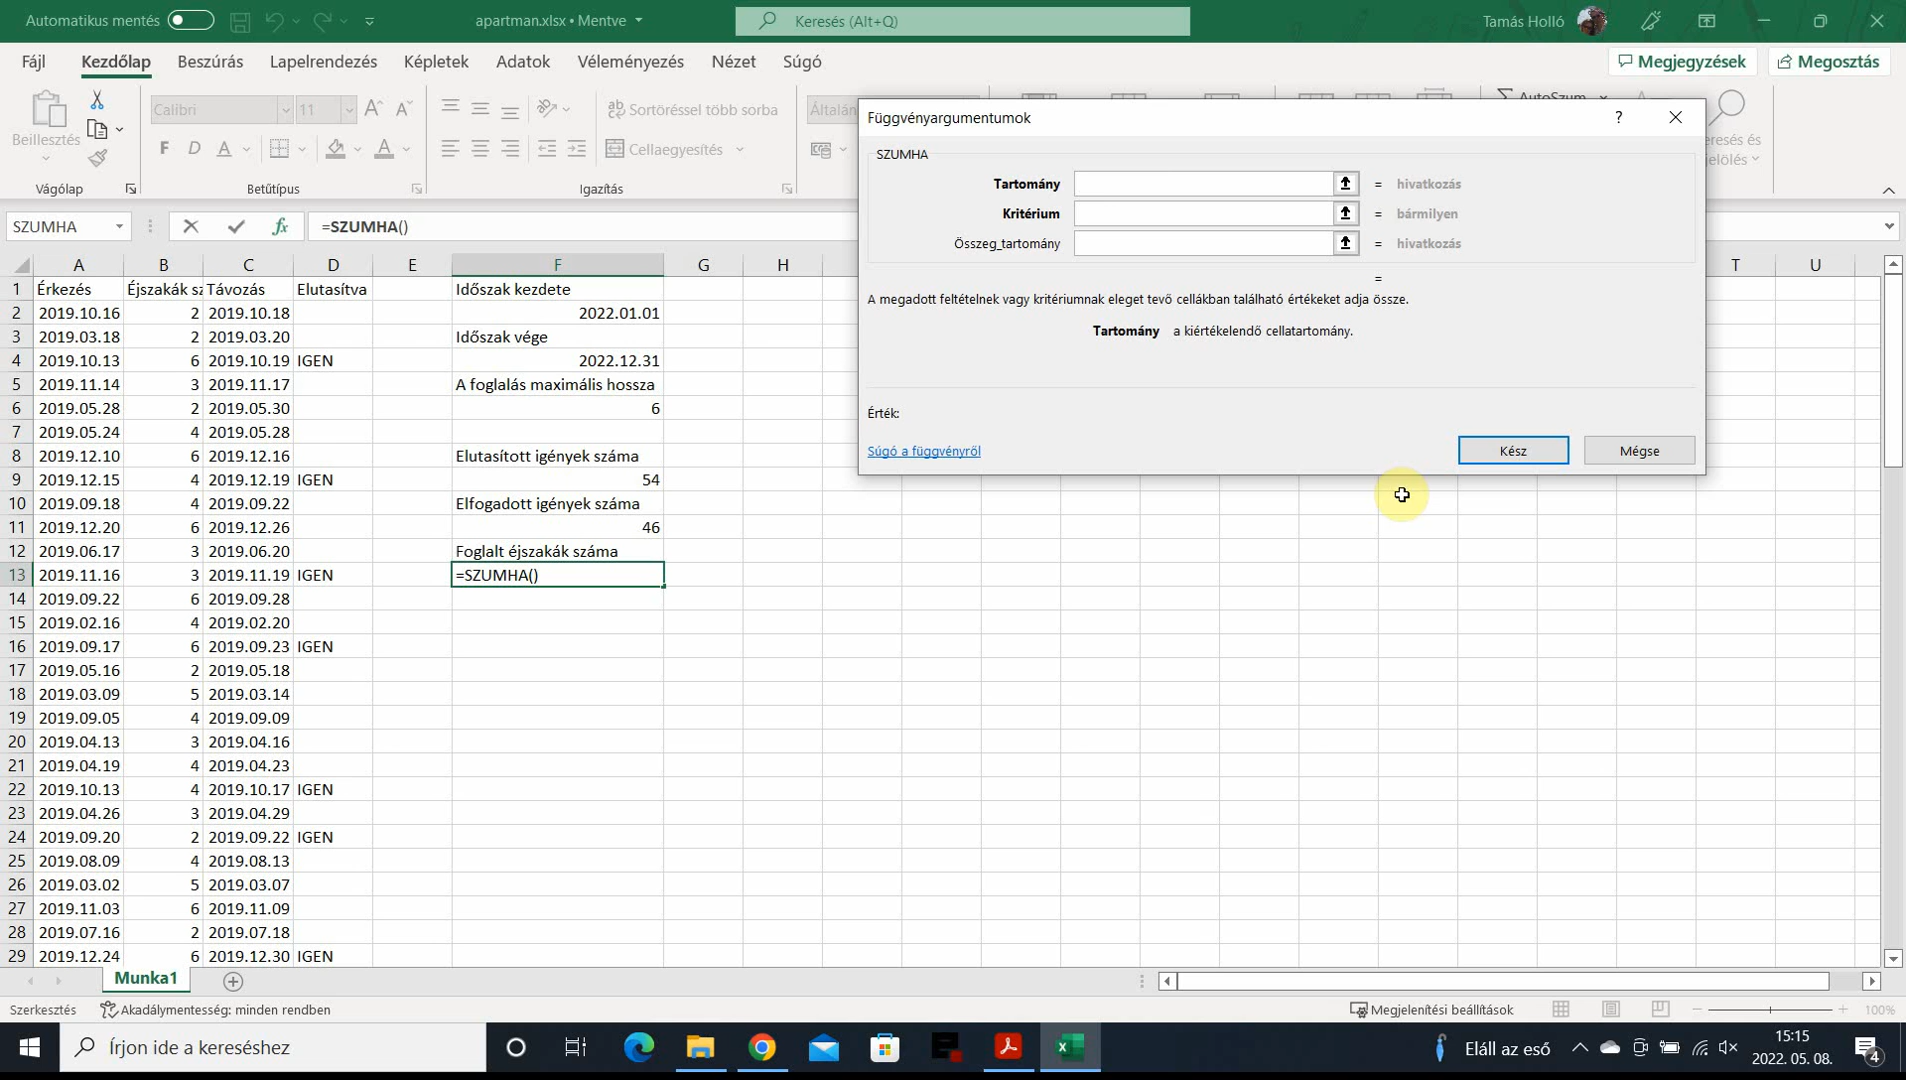 Automatikus mentés
apartman.xlsx • Mentve
Keresés (Alt+Q)
Tamás Holló
Fájl Kezdőlap Beszúrás Lapelrendezés Képletek Adatok Véleményezés Nézet Súgó
Megjegyzések
Megosztás
Beillesztés
Calibri 11
F D A
Sortöréssel több sorba
Cellaegyesítés
Vágólap
Betűtípus
Igazítás
Függvényargumentumok
?
SZUMHA
Tartomány = hivatkozás
Kritérium = bármilyen
Összeg_tartomány = hivatkozás
=
A megadott feltételnek vagy kritériumnak eleget tevő cellákban található értékeket adja össze.
Tartomány a kiértékelendő cellatartomány.
Érték:
Súgó a függvényről
Kész
Mégse
SZUMHA
fx
=SZUMHA()
A B C D E F G H T U
1 Érkezés Éjszakák sz Távozás Elutasítva Időszak kezdete
2 2019.10.16 2 2019.10.18 2022.01.01
3 2019.03.18 2 2019.03.20 Időszak vége
4 2019.10.13 6 2019.10.19 IGEN 2022.12.31
5 2019.11.14 3 2019.11.17 A foglalás maximális hossza
6 2019.05.28 2 2019.05.30 6
7 2019.05.24 4 2019.05.28
8 2019.12.10 6 2019.12.16 Elutasított igények száma
9 2019.12.15 4 2019.12.19 IGEN 54
10 2019.09.18 4 2019.09.22 Elfogadott igények száma
11 2019.12.20 6 2019.12.26 46
12 2019.06.17 3 2019.06.20 Foglalt éjszakák száma
13 2019.11.16 3 2019.11.19 IGEN =SZUMHA()
14 2019.09.22 6 2019.09.28
15 2019.02.16 4 2019.02.20
16 2019.09.17 6 2019.09.23 IGEN
17 2019.05.16 2 2019.05.18
18 2019.03.09 5 2019.03.14
19 2019.09.05 4 2019.09.09
20 2019.04.13 3 2019.04.16
21 2019.04.19 4 2019.04.23
22 2019.10.13 4 2019.10.17 IGEN
23 2019.04.26 3 2019.04.29
24 2019.09.20 2 2019.09.22 IGEN
25 2019.08.09 4 2019.08.13
26 2019.03.02 5 2019.03.07
27 2019.11.03 6 2019.11.09
28 2019.07.16 2 2019.07.18
29 2019.12.24 6 2019.12.30 IGEN
Munka1
Szerkesztés
Akadálymentesség: minden rendben
Megjelenítési beállítások
100%
Írjon ide a kereséshez
Eláll az eső
15:15
2022. 05. 08.
4